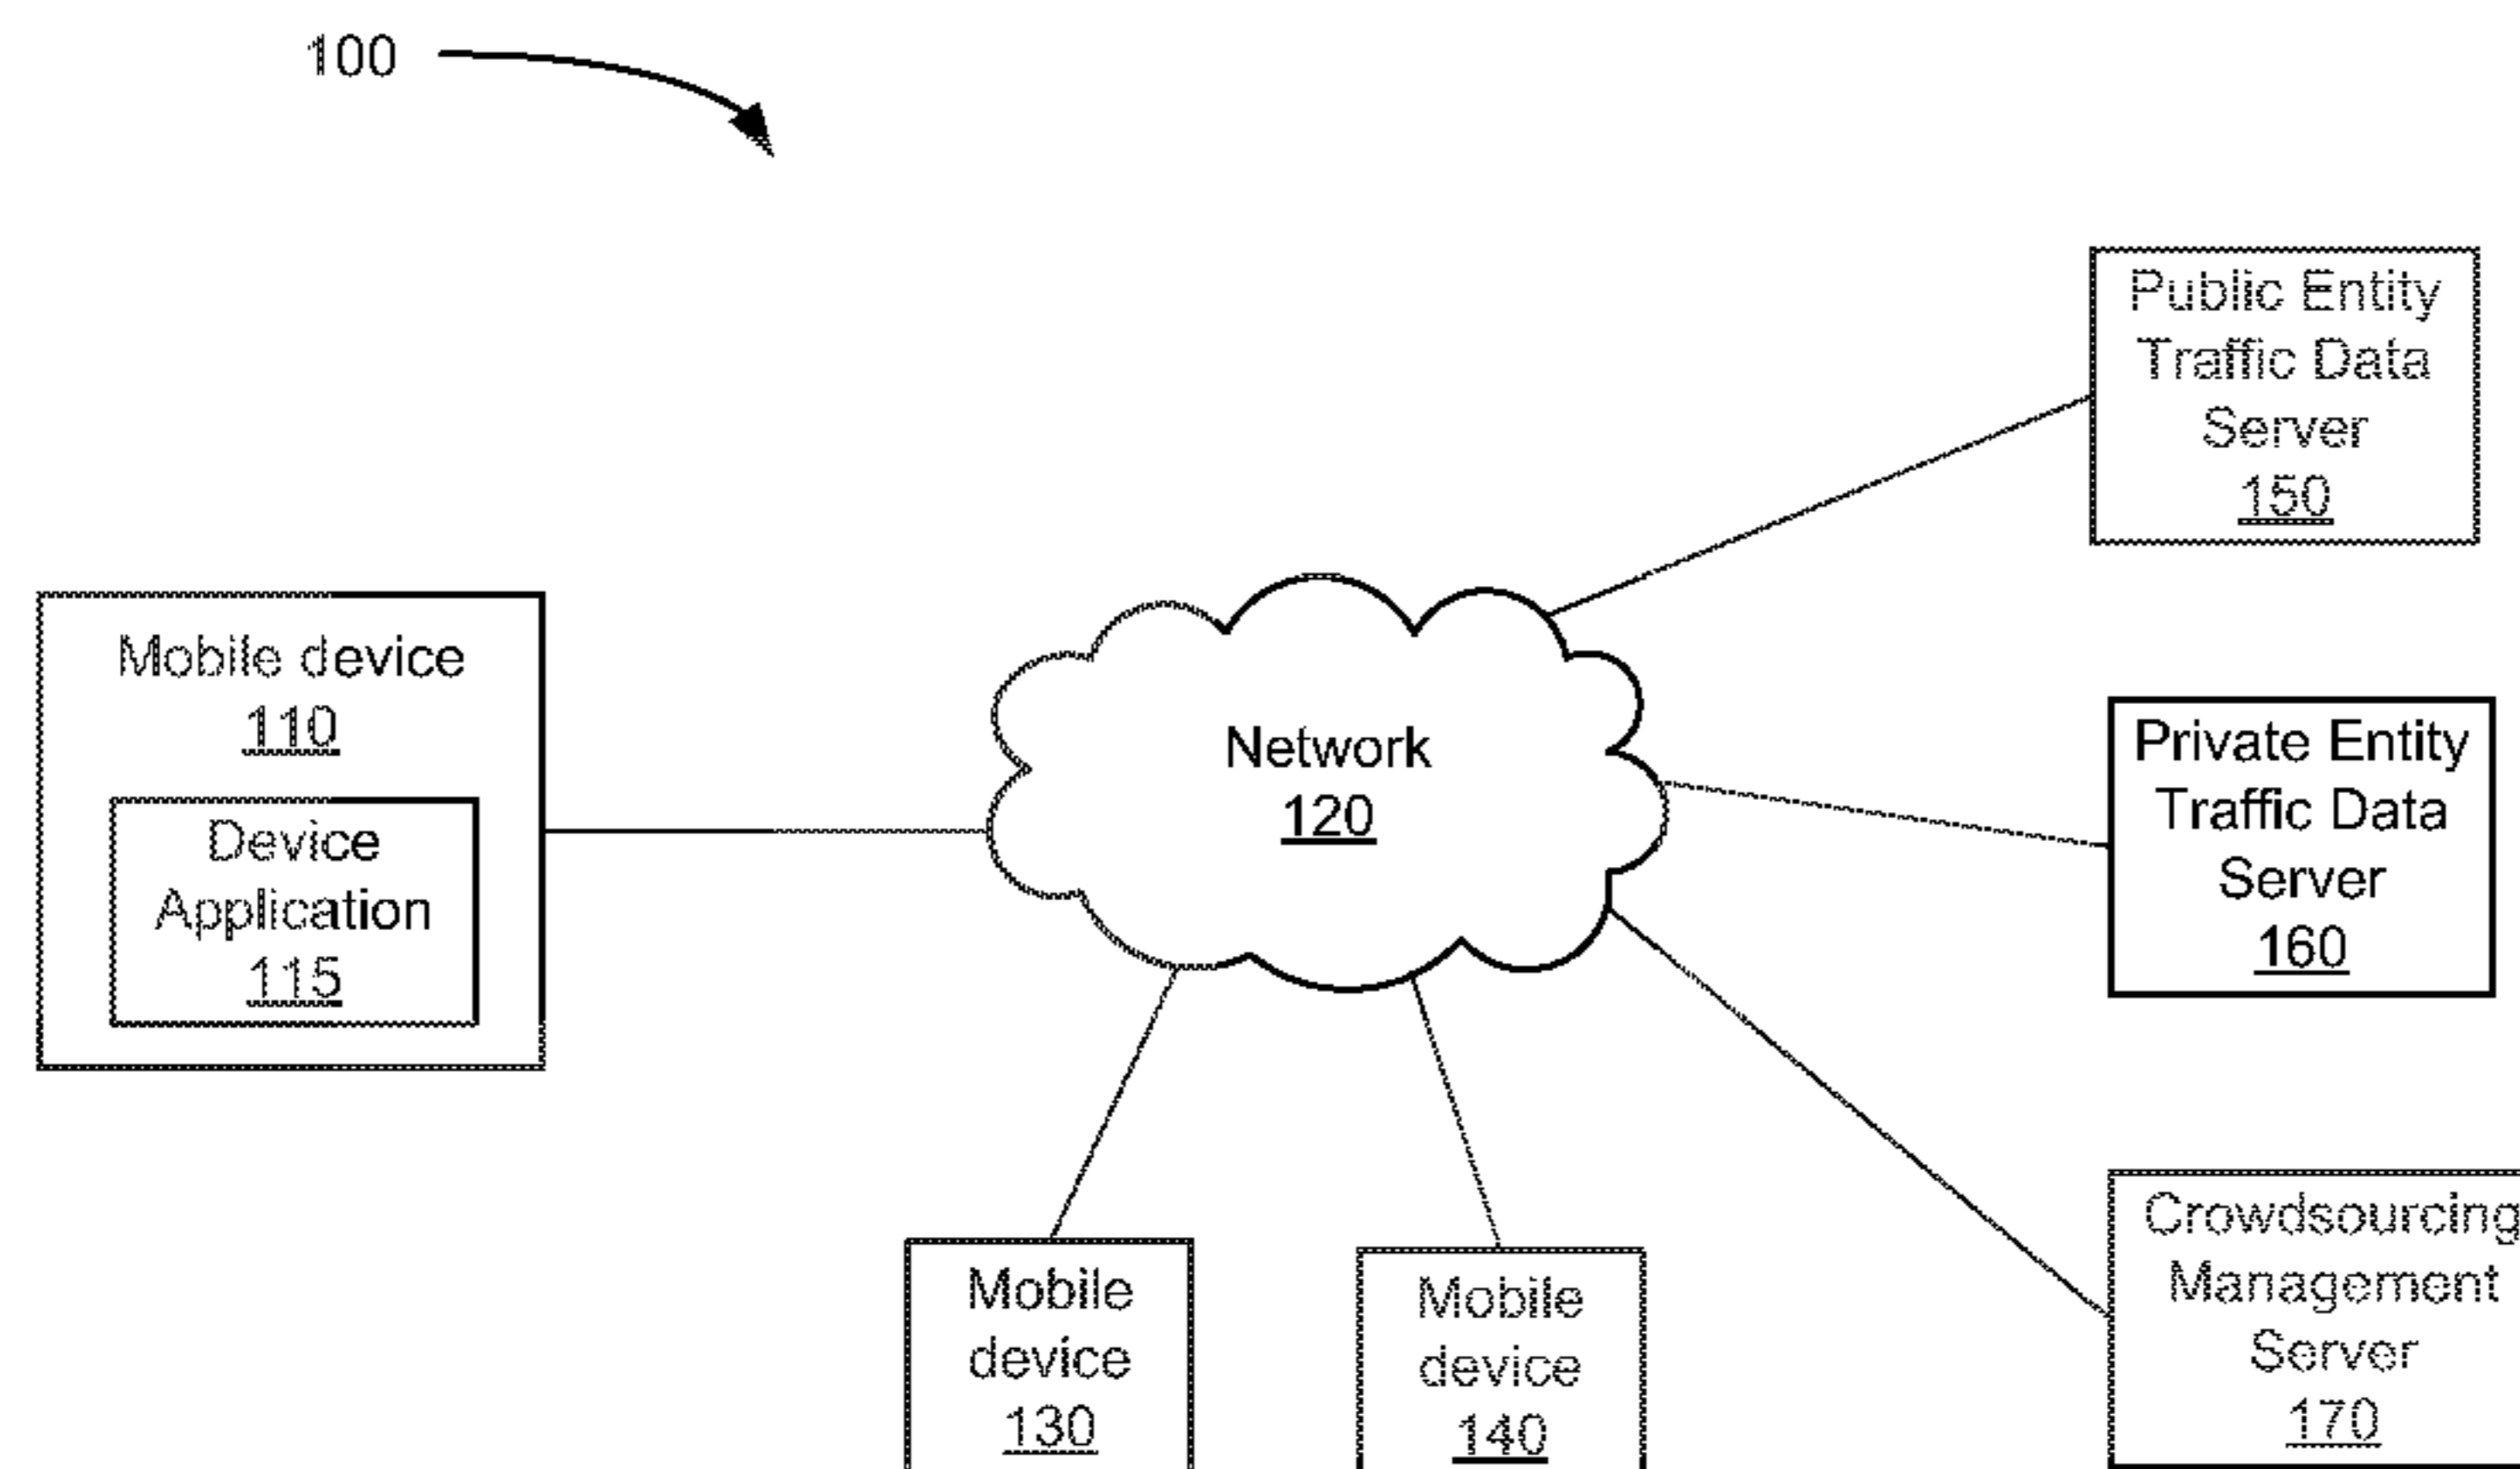 100
Public Entity
Traffic Data
Server
150
Mobile device
110
Device
Application
115
Network
120
Private Entity
Traffic Data
Server
160
Mobile
device
130
Mobile
device
140
Crowdsourcing
Management
Server
170